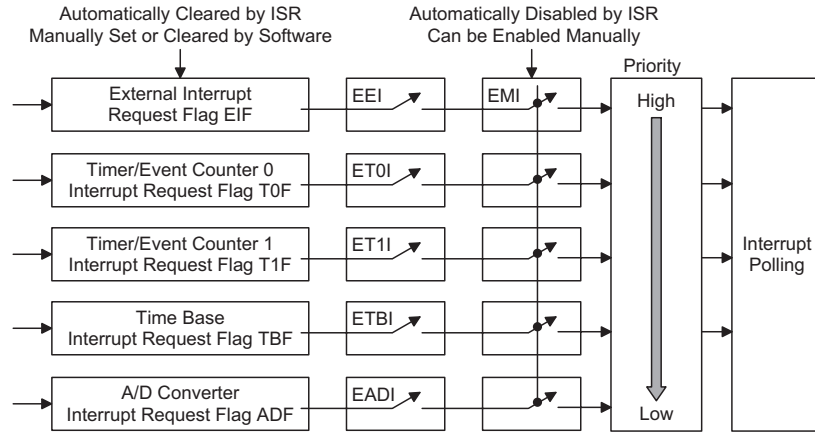 Automatically Cleared by ISR
Manually Set or Cleared by Software
Automatically Disabled by ISR
Can be Enabled Manually
Priority
External Interrupt
Request Flag EIF
EEI
EMI
High
Timer/Event Counter 0
Interrupt Request Flag T0F
ET0I
Timer/Event Counter 1
Interrupt Request Flag T1F
ET1I
Interrupt
Polling
Time Base
Interrupt Request Flag TBF
ETBI
A/D Converter
Interrupt Request Flag ADF
EADI
Low